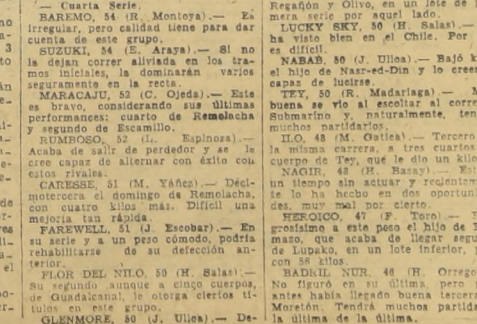 — Cuarta Serie.
BAREMO, 54 (R. Montoya).— Es
irregular, pero calidad tiene para dar
cuenta de este grupo.
SUZUKI, 54 (E. Araya).— Si no
la dejan correr aliviada en los tra-
mos iniciales, la dominarán varios
seguramente en la recta.
MARACAJU, 52 (C. Ojeda).— Este
es bravo, considerando sus últimas
performances: cuarto de Remolacha
y segundo de Escamillo.
RUMBOSO, 52 (L. Espinoza).—
Acaba de salir de perdedor y se le
cree capaz de alternar con éxito con
estos rivales.
CARESSE, 51 (M. Yáñez).— Déci-
motercera el domingo de Remolacha,
con cuatro kilos más. Difícil una
mejoría tan rápida.
FAREWELL, 51 (J. Escobar).— En
su serie y a un peso cómodo, podría
rehabilitarse de su defección an-
terior.
FLOR DEL NILO, 50 (H. Salas).—
Su segundo aunque a cinco cuerpos,
de Guadalcanal, le otorga ciertos tí-
tulos en este grupo.
GLENMORE, 50 (J. Ulloa).— De-
Regañón y Olivo, en un lote de
mera serie por aquel lado.
LUCKY SKY, 50 (H. Salas).—
ha visto bien en el Chile. Por
es difícil.
NABAB, 50 (J. Ulloa).— Bajó k
el hijo de Nasr-ed-Din y lo creen
capaz de lucirse.
TEY, 50 (R. Madariaga).— M
buena se vio al escoltar al correr
Submarino y, naturalmente, ten
muchos partidarios.
ILO, 48 (M. Gatica).— Tercero
la misma carrera, a tres cuartos
cuerpo de Tey, que le dio un kilo
NAGIR, 48 (H. Basay).— Est
un tiempo sin actuar y recientem
te lo ha hecho en dos oportuni
des, muy mal por cierto.
HEROICO, 47 (F. Toro).— E
grosísimo a este peso el hijo de
mazo, que acaba de llegar segu
de Lupako, en un lote inferior,
con 58 kilos.
BADRIL NUR, 46 (H. Orrego
No figuró en su última, pero
antes había llegado buena tercera
Moretón. Tendrá muchos partida
la última de la última.